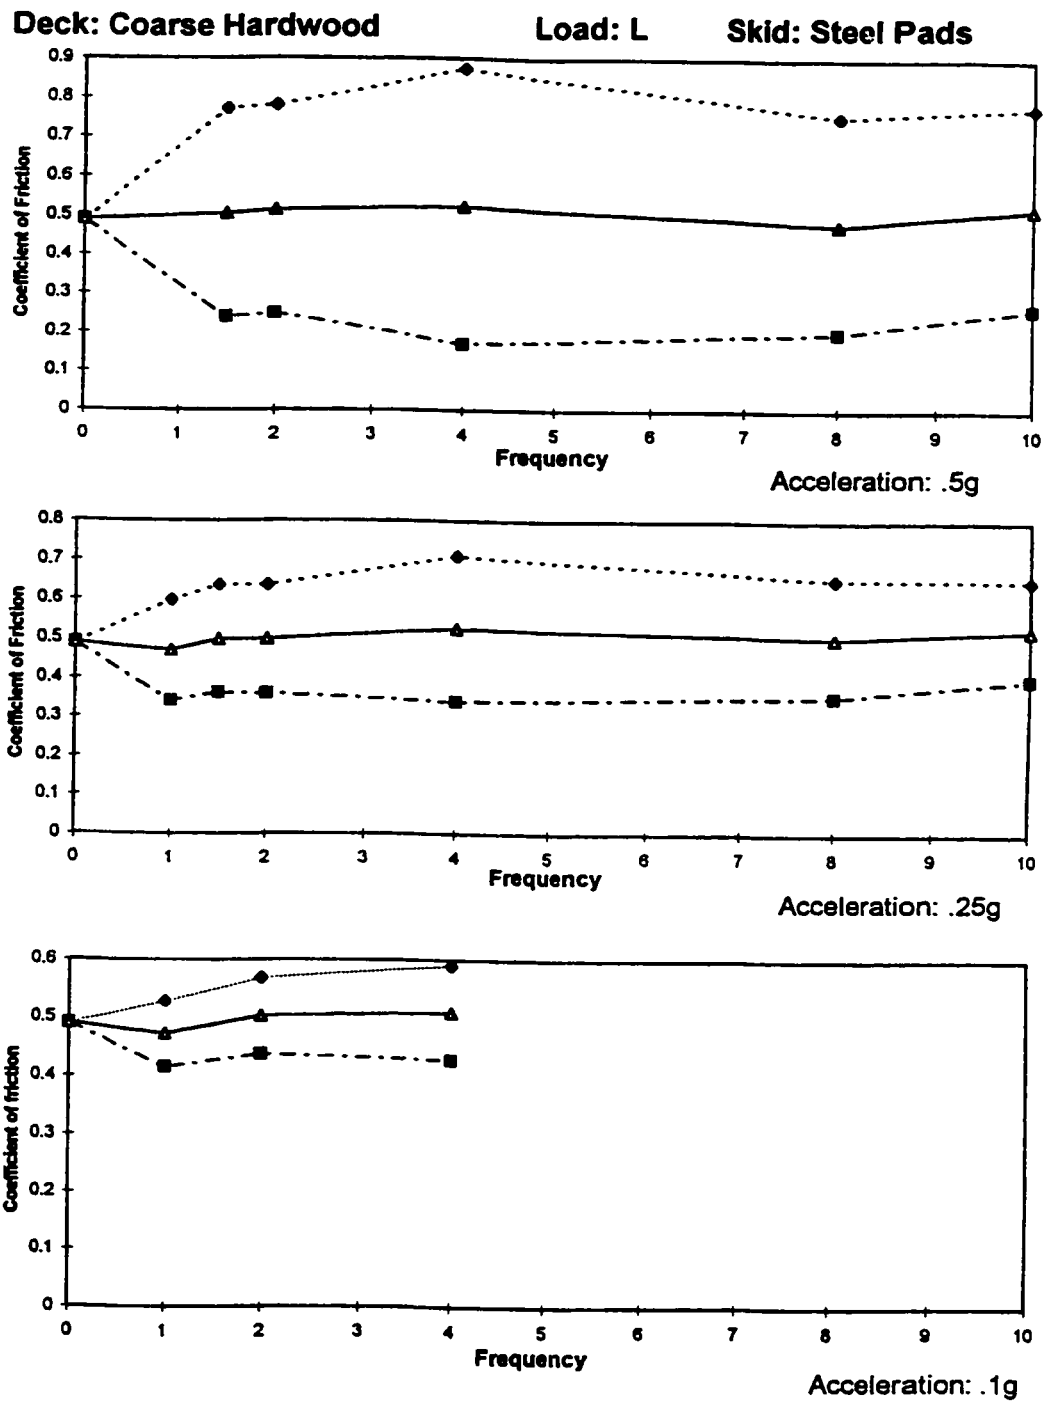 Deck: Coarse Hardwood Load: L Skid: Steel Pads
0.9
0.8
0.7
0.6
0.5
0.4
0.3
0.2
0.1
0
Coefficient of Friction
0 1 2 3 4 5 6 7 8 9 10
Frequency
Acceleration: .5g
0.8
0.7
0.6
0.5
0.4
0.3
0.2
0.1
0
Coefficient of Friction
0 1 2 3 4 5 6 7 8 9 10
Frequency
Acceleration: .25g
0.6
0.5
0.4
0.3
0.2
0.1
0
Coefficient of friction
0 1 2 3 4 5 6 7 8 9 10
Frequency
Acceleration: .1g